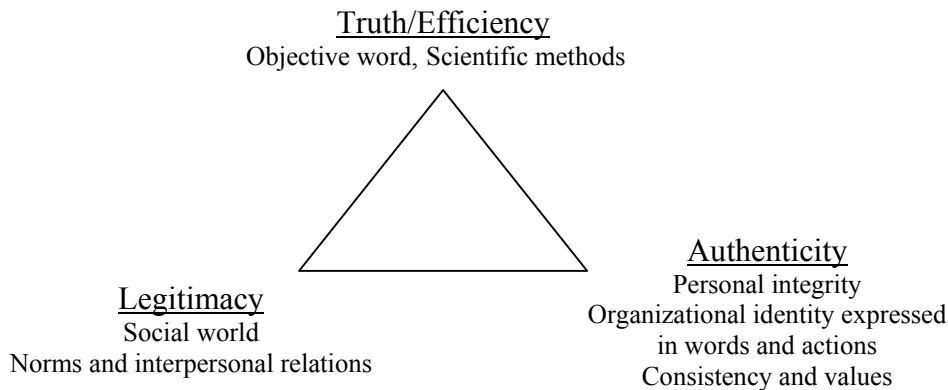 Truth/Efficiency
Objective word, Scientific methods
Legitimacy
Social world
Norms and interpersonal relations
Authenticity
Personal integrity
Organizational identity expressed
in words and actions
Consistency and values